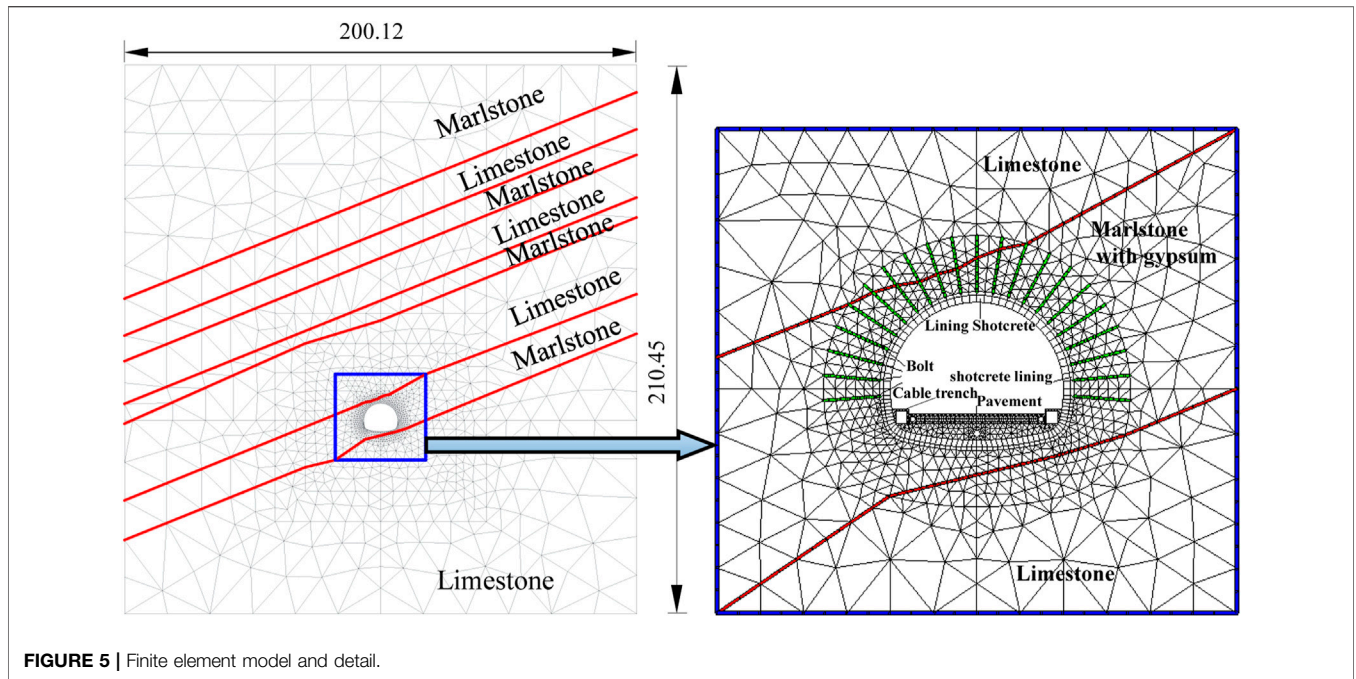 200.12
Marlstone
Limestone
Marlstone
Limestone
Marlstone
Limestone
Marlstone
Limestone
210.45
Limestone
Marlstone
with gypsum
Lining Shotcrete
Bolt
shotcrete lining
Cable trench
Pavement
Limestone
FIGURE 5 | Finite element model and detail.